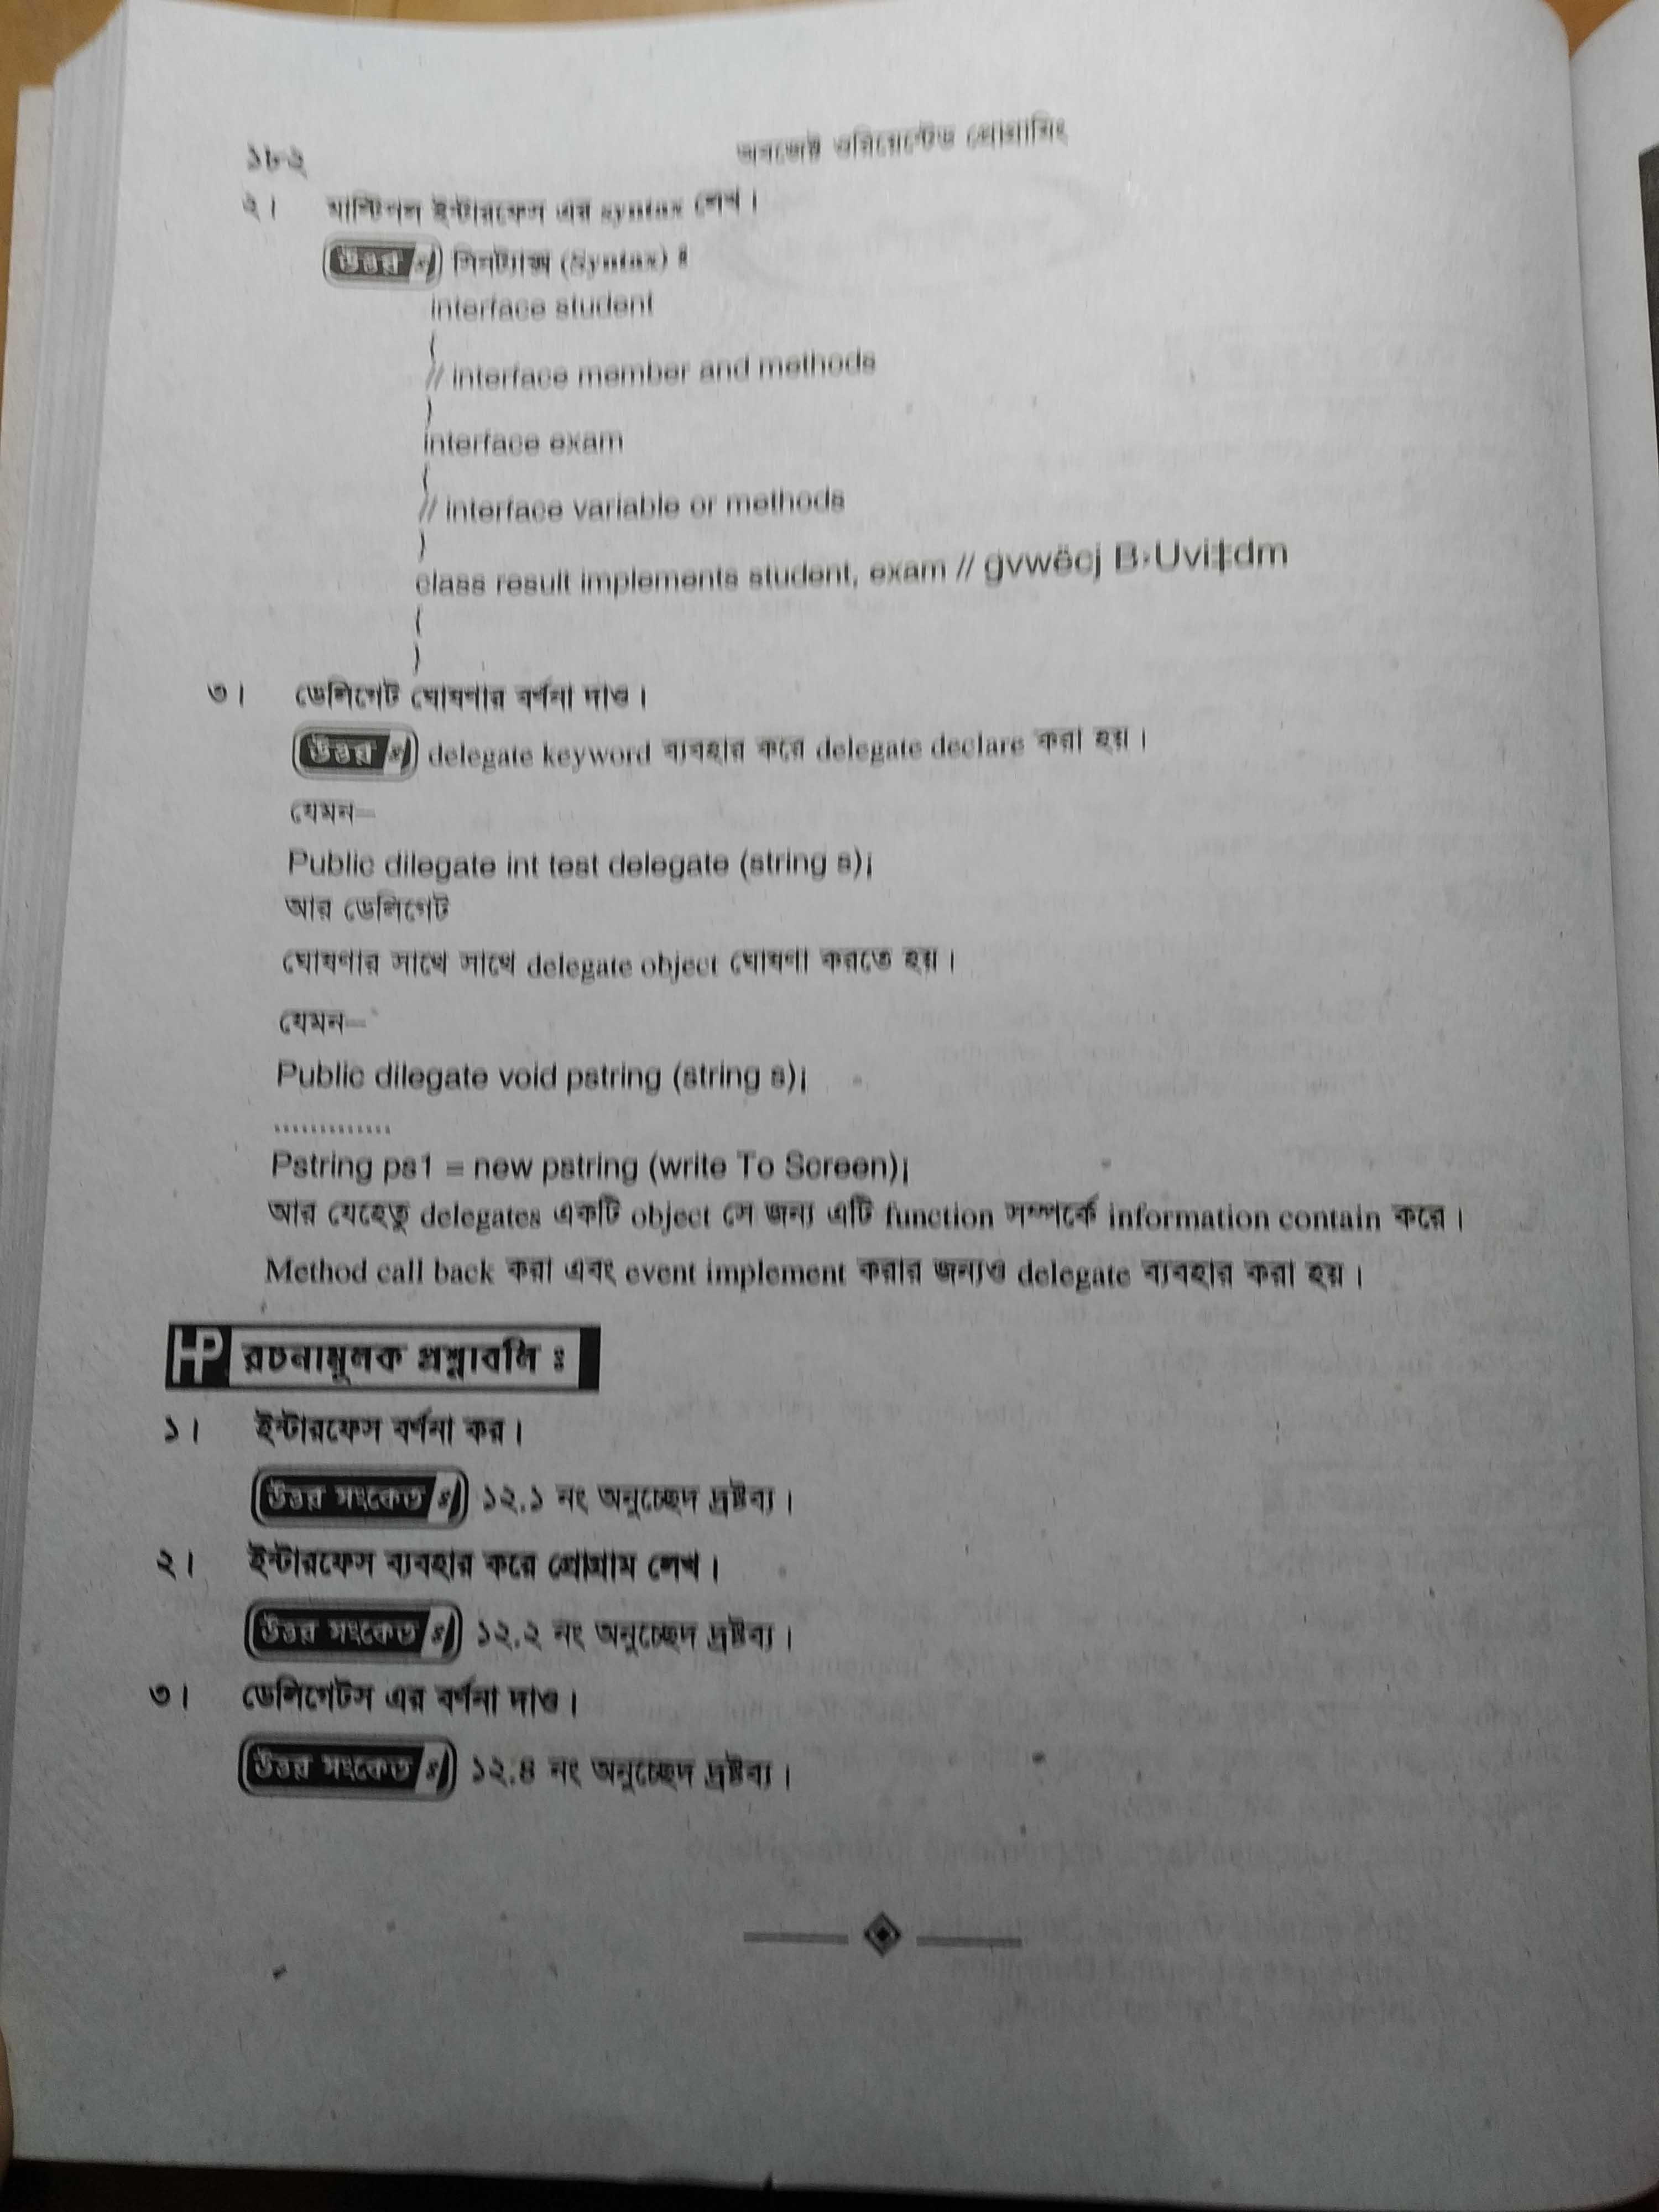 ১৮২
অবজেক্ট ওরিয়েন্টেড প্রোগ্রামিং
২। মাল্টিপল ইন্টারফেস এর syntax লেখ।
উত্তর ঃ সিনট্যাক্স (Syntax) ঃ
interface student
{
// interface member and methods
}
interface exam
{
// interface variable or methods
}
class result implements student, exam // gvwëcj B›Uvi‡dm
{
}
৩। ডেলিগেট ঘোষণার বর্ণনা দাও।
উত্তর ঃ delegate keyword ব্যবহার করে delegate declare করা হয়।
যেমন—
Public dilegate int test delegate (string s);
আর ডেলিগেট
ঘোষণার সাথে সাথে delegate object ঘোষণা করতে হয়।
যেমন—
Public dilegate void pstring (string s);
.............
Pstring ps1 = new pstring (write To Screen);
আর যেহেতু delegates একটি object সে জন্য এটি function সম্পর্কে information contain করে।
Method call back করা এবং event implement করার জন্যও delegate ব্যবহার করা হয়।
HP রচনামূলক প্রশ্নাবলি ঃ
১। ইন্টারফেস বর্ণনা কর।
উত্তর সংকেত ঃ ১২.১ নং অনুচ্ছেদ দ্রষ্টব্য।
২। ইন্টারফেস ব্যবহার করে প্রোগ্রাম লেখ।
উত্তর সংকেত ঃ ১২.২ নং অনুচ্ছেদ দ্রষ্টব্য।
৩। ডেলিগেটস এর বর্ণনা দাও।
উত্তর সংকেত ঃ ১২.৪ নং অনুচ্ছেদ দ্রষ্টব্য।